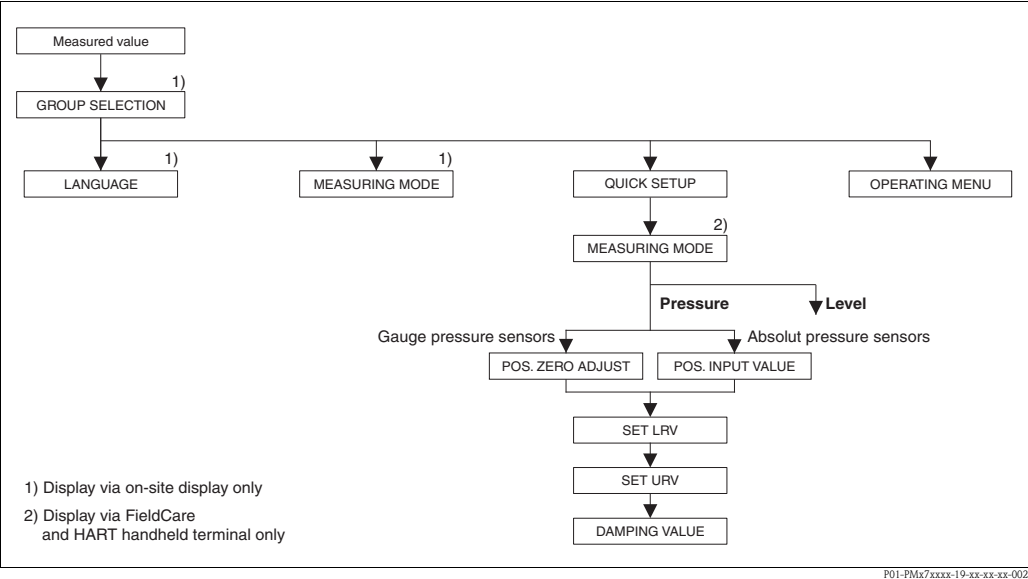 Measured value
1)
GROUP SELECTION
1)
1)
LANGUAGE
MEASURING MODE
QUICK SETUP
OPERATING MENU
2)
MEASURING MODE
Pressure
Level
Gauge pressure sensors
Absolut pressure sensors
POS. ZERO ADJUST
POS. INPUT VALUE
SET LRV
SET URV
DAMPING VALUE
1) Display via on-site display only
2) Display via FieldCare
and HART handheld terminal only
P01-PMx7xxxx-19-xx-xx-xx-002